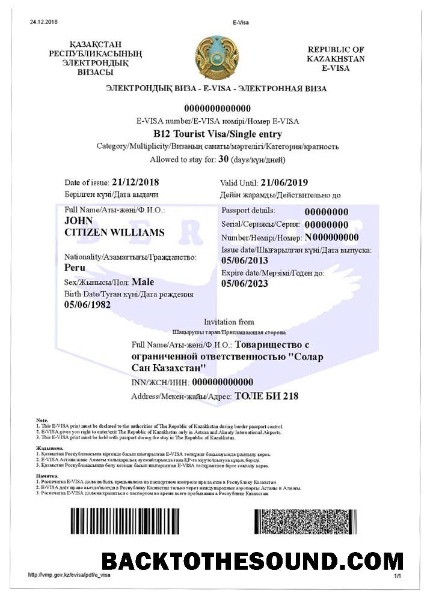 24.12.2018 E-Visa
ҚАЗАҚСТАН
РЕСПУБЛИКАСЫНЫҢ
ЭЛЕКТРОНДЫҚ
ВИЗАСЫ
REPUBLIC OF
KAZAKHSTAN
E-VISA
ЭЛЕКТРОНДЫҚ ВИЗА - E-VISA - ЭЛЕКТРОННАЯ ВИЗА
0000000000000
E-VISA number/E-VISA нөмірі/Номер E-VISA
B12 Tourist Visa/Single entry
Category/Multiplicity/Визаның санаты/мәртелігі/Категория/кратность
Allowed to stay for: 30 (days/күн/дней)
Date of issue: 21/12/2018
Берілген күні/Дата выдачи
Valid Until: 21/06/2019
Дейін жарамды/Действительно до
Full Name/Аты-жөні/Ф.И.О.:
JOHN
CITIZEN WILLIAMS
Nationality/Азаматтығы/Гражданство:
Peru
Sex/Жынысы/Пол: Male
Birth Date/Туған күні/Дата рождения
05/06/1982
Passport details: 00000000
Serial/Сериясы/Серия: 00000000
Number/Нөмірі/Номер: N000000000
Issue date/Шығарылған күні/Дата выпуска:
05/06/2013
Expire date/Мерзімі/Годен до:
05/06/2023
Invitation from
Шақырушы тарап/Приглашающая сторона
Full Name/Аты-жөні/Ф.И.О.: Товарищество с
ограниченной ответственностью "Солар
Сан Казахстан"
INN/ЖСН/ИИН: 000000000000
Address/Мекен-жайы/Адрес: ТОЛЕ БИ 218
Note.
1. This E-VISA print must be declared to the authorities of The Republic of Kazakhstan during border passport control.
2. E-VISA gives you right to enter/exit The Republic of Kazakhstan only in Astana and Almaty International Airports.
3. This E-VISA print must be held with passport during the stay in The Republic of Kazakhstan.
Жадынама.
Памятка.
BACKTOTHESOUND.COM
http://vmp.gov.kz/evisa/pdf/e_visa 1/1